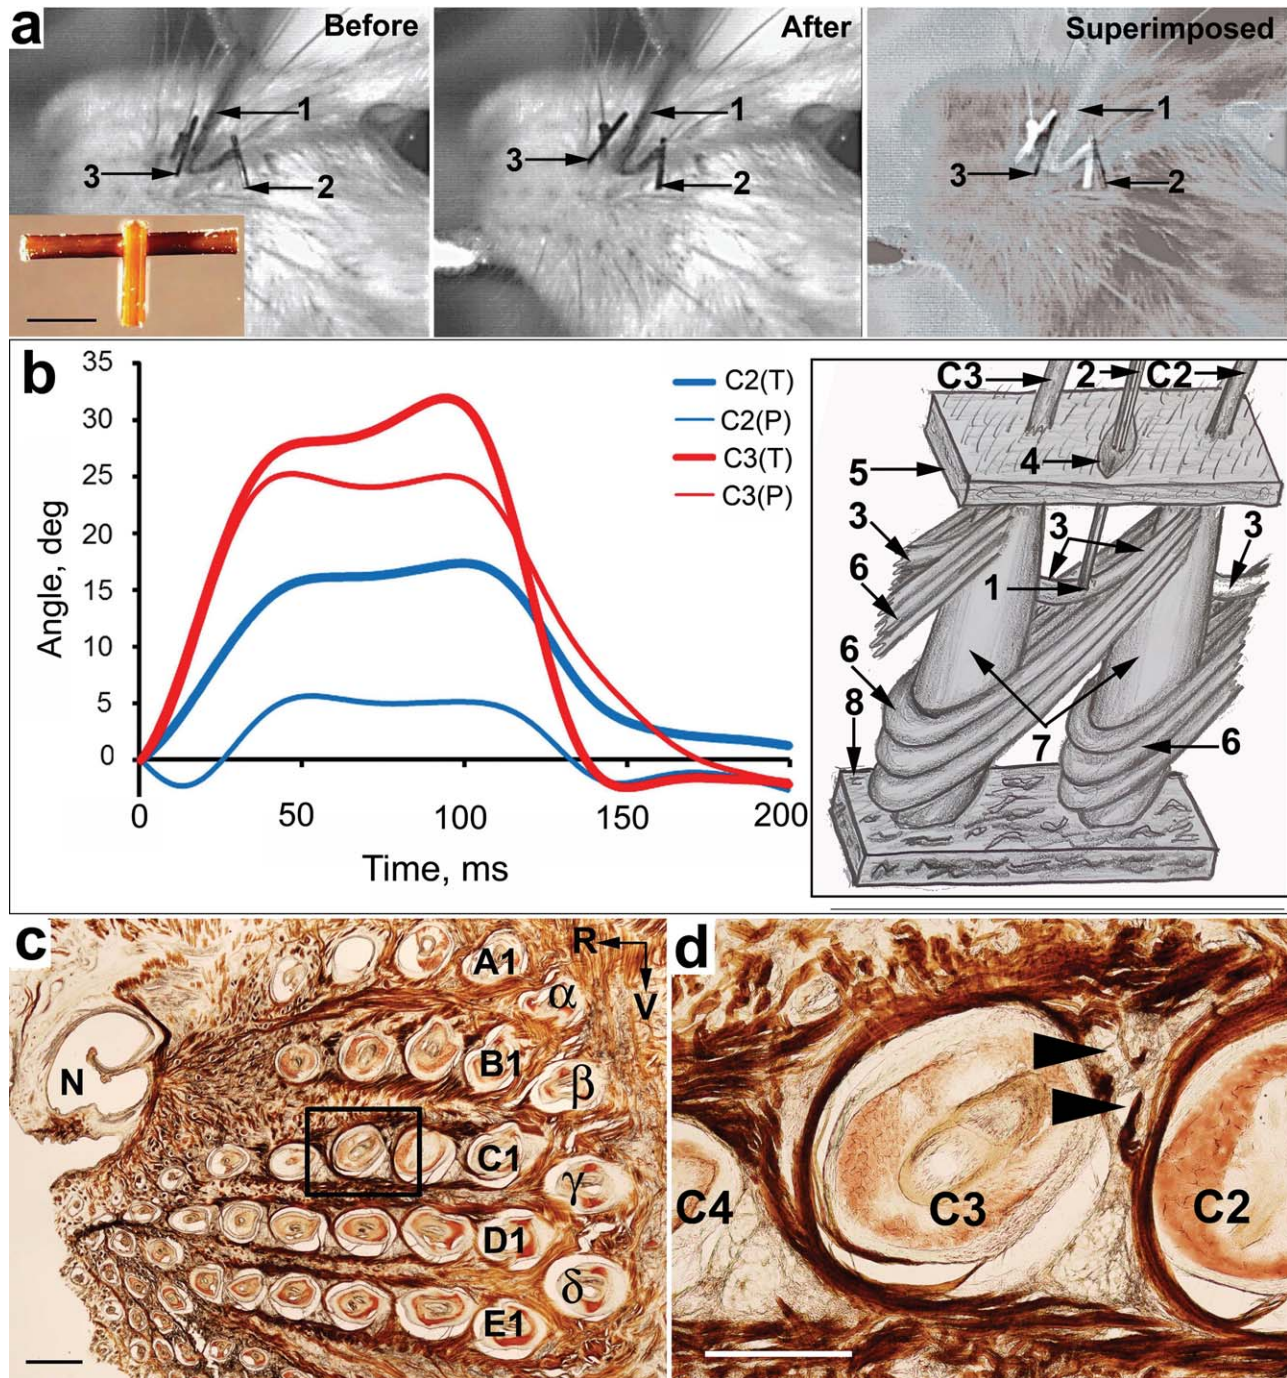 a
Before
After
Superimposed
1
1
1
3
2
3
2
3
2
b
35
30
25
20
15
10
5
0
Angle, deg
C2(T)
C2(P)
C3(T)
C3(P)
0
50
100
150
200
Time, ms
C3
2
C2
5
4
3
3
3
6
1
6
8
7
6
c
R
V
A1
α
B1
β
N
C1
γ
D1
δ
E1
d
C4
C3
C2